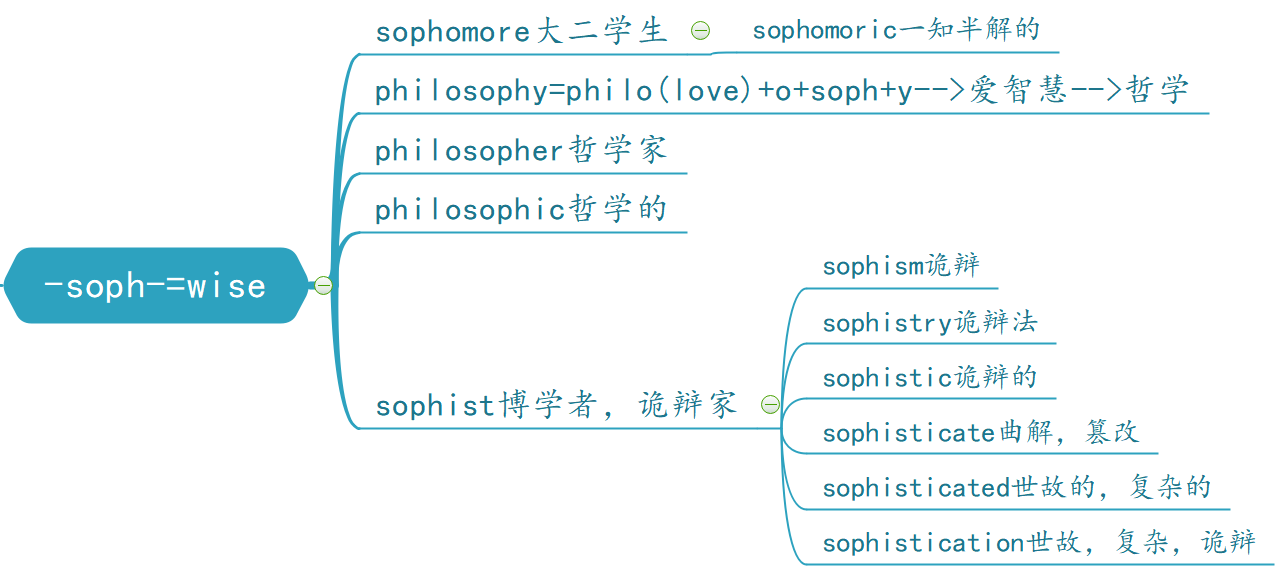 sophomore大二学生
sophomoric一知半解的
philosophy=philo(love)+o+soph+y-->爱智慧-->哲学
philosopher哲学家
philosophic哲学的
-soph-=wise
sophist博学者，诡辩家
sophism诡辩
sophistry诡辩法
sophistic诡辩的
sophisticate曲解，篡改
sophisticated世故的，复杂的
sophistication世故，复杂，诡辩